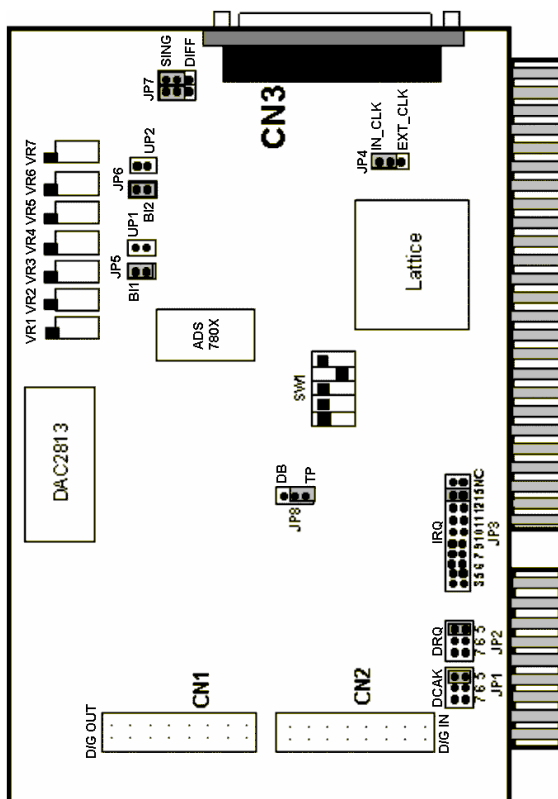 SING
DIFF
JP7
CN3
JP4
IN_CLK
EXT_CLK
VR1 VR2 VR3 VR4 VR5 VR6 VR7
UP2
JP6
BI2
UP1
JP5
BI1
Lattice
ADS
780X
SW1
DAC2813
DB
JP8
TP
IRQ
3 5 6 7 9 10 11 12 15 NC
JP3
DRQ
7 6 5
JP2
DCAK
7 6 5
JP1
CN1
D/G OUT
CN2
D/G IN